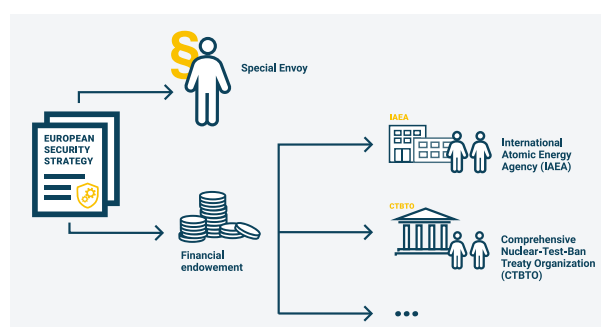 §
Special Envoy
EUROPEAN
SECURITY
STRATEGY
IAEA
International
Atomic Energy
Agency (IAEA)
CTBTO
Comprehensive
Nuclear-Test-Ban
Treaty Organization
(CTBTO)
Financial
endowement
...